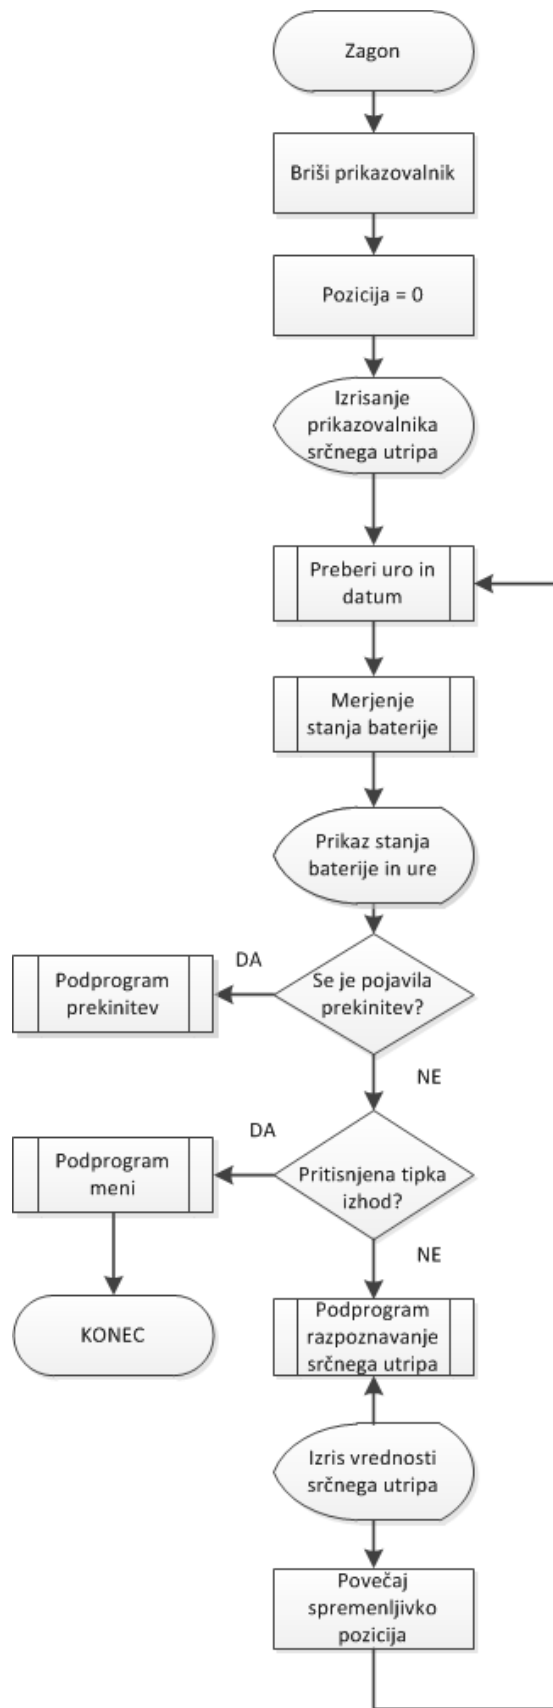 Zagon
Briši prikazovalnik
Pozicija = 0
Izrisanje
prikazovalnika
srčnega utripa
Preberi uro in
datum
Merjenje
stanja baterije
Prikaz stanja
baterije in ure
Se je pojavila
prekinitev?
DA
Podprogram
prekinitev
NE
Pritisnjena tipka
izhod?
DA
Podprogram
meni
KONEC
NE
Podprogram
razpoznavanje
srčnega utripa
Izris vrednosti
srčnega utripa
Povečaj
spremenljivko
pozicija